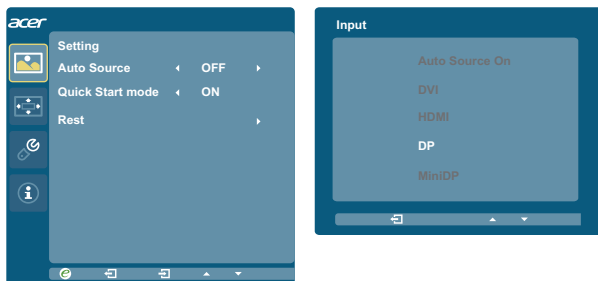 acer
Setting
Auto Source OFF
Quick Start mode ON
Rest
Input
Auto Source On
DVI
HDMI
DP
MiniDP